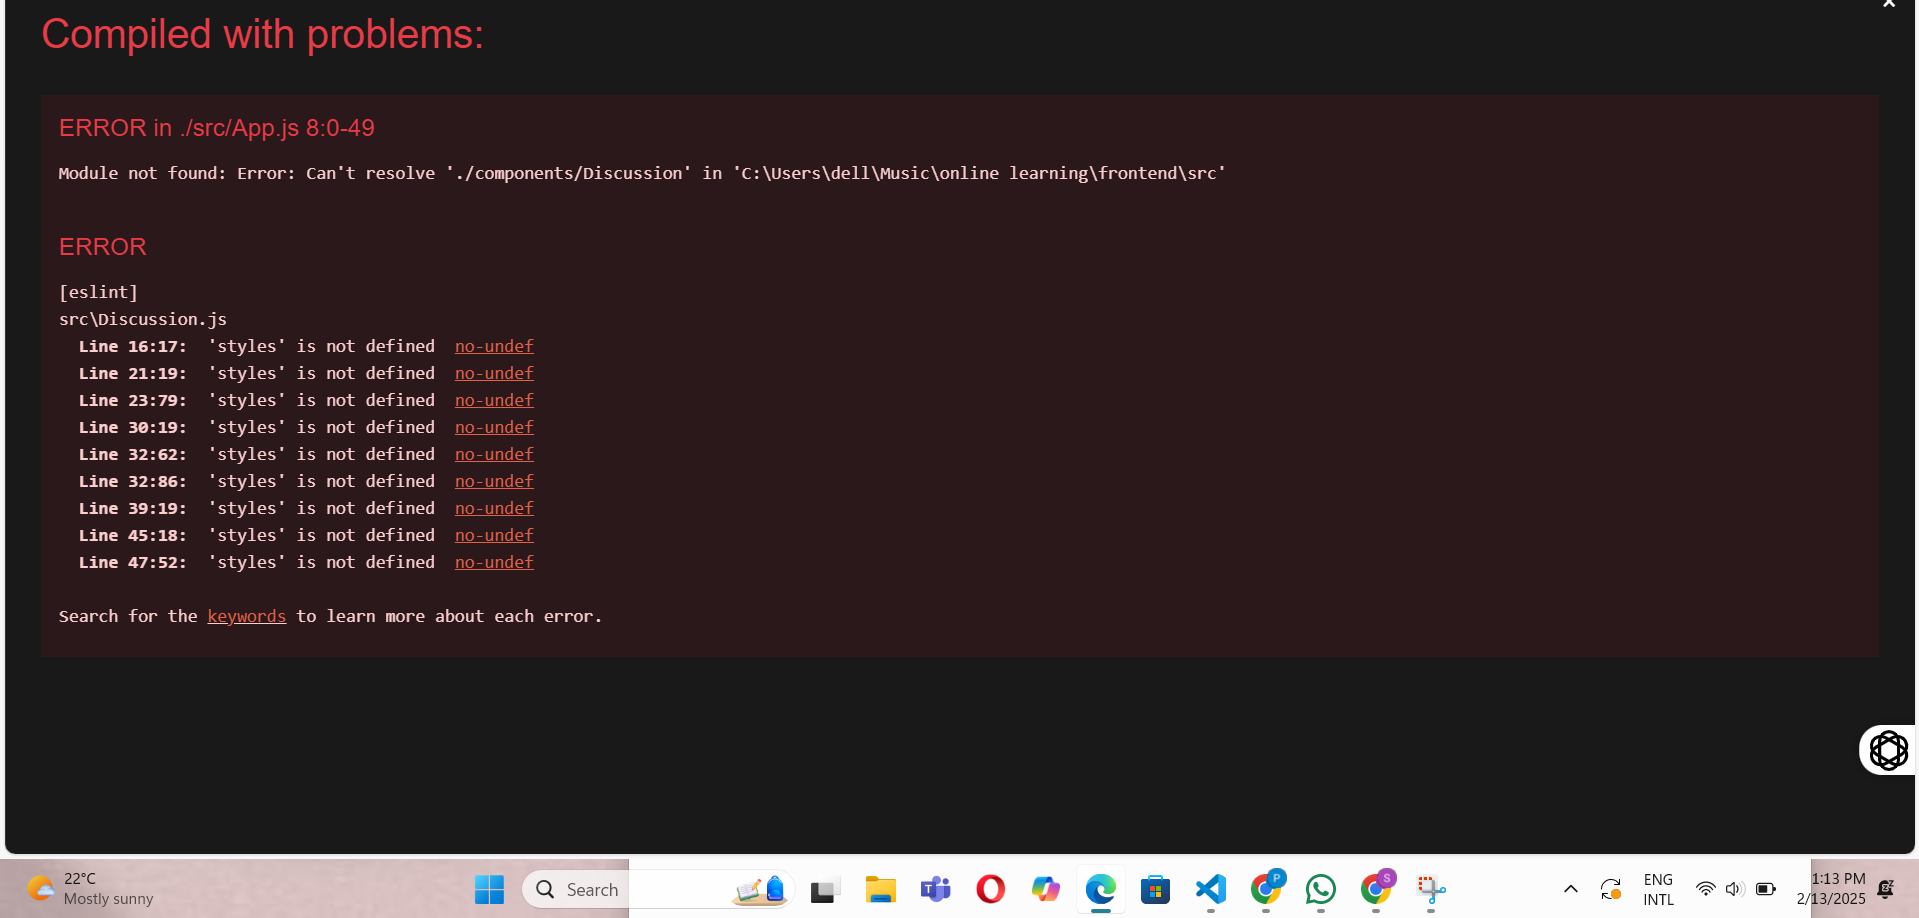 Compiled with problems:
ERROR in ./src/App.js 8:0-49
Module not found: Error: Can't resolve './components/Discussion' in 'C:\Users\dell\Music\online learning\frontend\src'
ERROR
[eslint]
src\Discussion.js
Line 16:17: 'styles' is not defined no-undef
Line 21:19: 'styles' is not defined no-undef
Line 23:79: 'styles' is not defined no-undef
Line 30:19: 'styles' is not defined no-undef
Line 32:62: 'styles' is not defined no-undef
Line 32:86: 'styles' is not defined no-undef
Line 39:19: 'styles' is not defined no-undef
Line 45:18: 'styles' is not defined no-undef
Line 47:52: 'styles' is not defined no-undef
Search for the keywords to learn more about each error.
22°C
Mostly sunny
Search
P
S
ENG
INTL
1:13 PM
2/13/2025